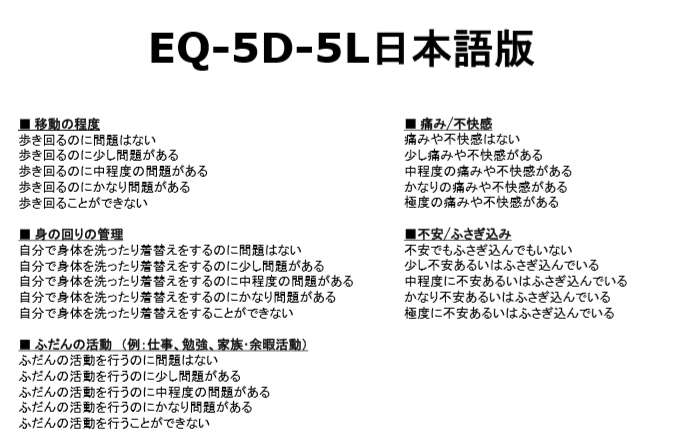 EQ-5D-5L日本語版
■ 移動の程度
歩き回るのに問題はない
歩き回るのに少し問題がある
歩き回るのに中程度の問題がある
歩き回るのにかなり問題がある
歩き回ることができない
■ 身の回りの管理
自分で身体を洗ったり着替えをするのに問題はない
自分で身体を洗ったり着替えをするのに少し問題がある
自分で身体を洗ったり着替えをするのに中程度の問題がある
自分で身体を洗ったり着替えをするのにかなり問題がある
自分で身体を洗ったり着替えをすることができない
■ ふだんの活動 （例：仕事、勉強、家族･余暇活動）
ふだんの活動を行うのに問題はない
ふだんの活動を行うのに少し問題がある
ふだんの活動を行うのに中程度の問題がある
ふだんの活動を行うのにかなり問題がある
ふだんの活動を行うことができない
■ 痛み/不快感
痛みや不快感はない
少し痛みや不快感がある
中程度の痛みや不快感がある
かなりの痛みや不快感がある
極度の痛みや不快感がある
■不安/ふさぎ込み
不安でもふさぎ込んでもいない
少し不安あるいはふさぎ込んでいる
中程度に不安あるいはふさぎ込んでいる
かなり不安あるいはふさぎ込んでいる
極度に不安あるいはふさぎ込んでいる